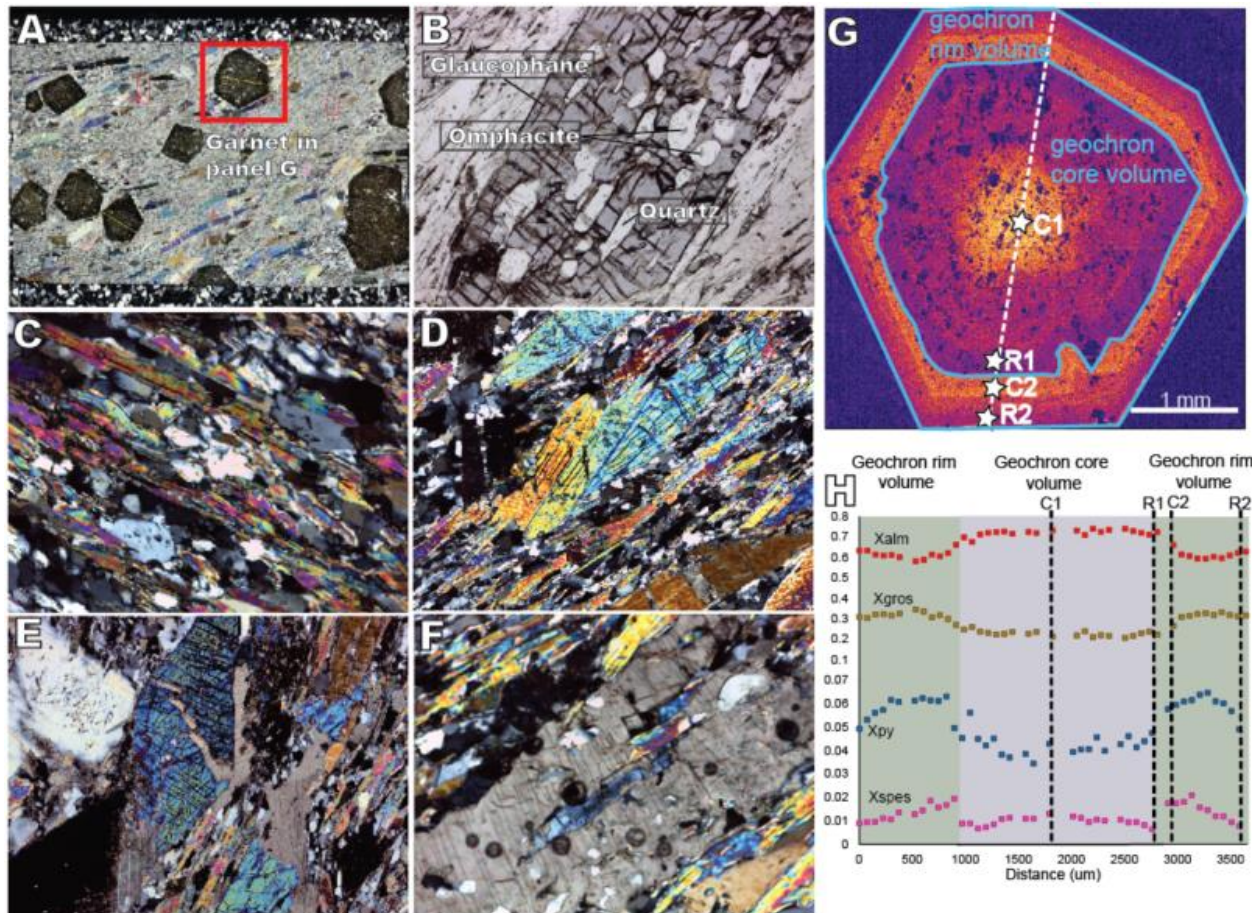 A
Garnet in
panel G
B
Glaucophane
Omphacite
Quartz
C
D
E
F
G
geochron
rim volume
geochron
core volume
C1
R1
C2
R2
1 mm
H
Geochron rim
volume
Geochron core
volume
Geochron rim
volume
C1
R1
C2
R2
0.8
0.7
0.6
0.5
0.4
0.3
0.2
0.1
0.07
0.06
0.05
0.04
0.03
0.02
0.01
0
Xalm
Xgros
Xpy
Xspes
0
500
1000
1500
2000
2500
3000
3500
Distance (um)